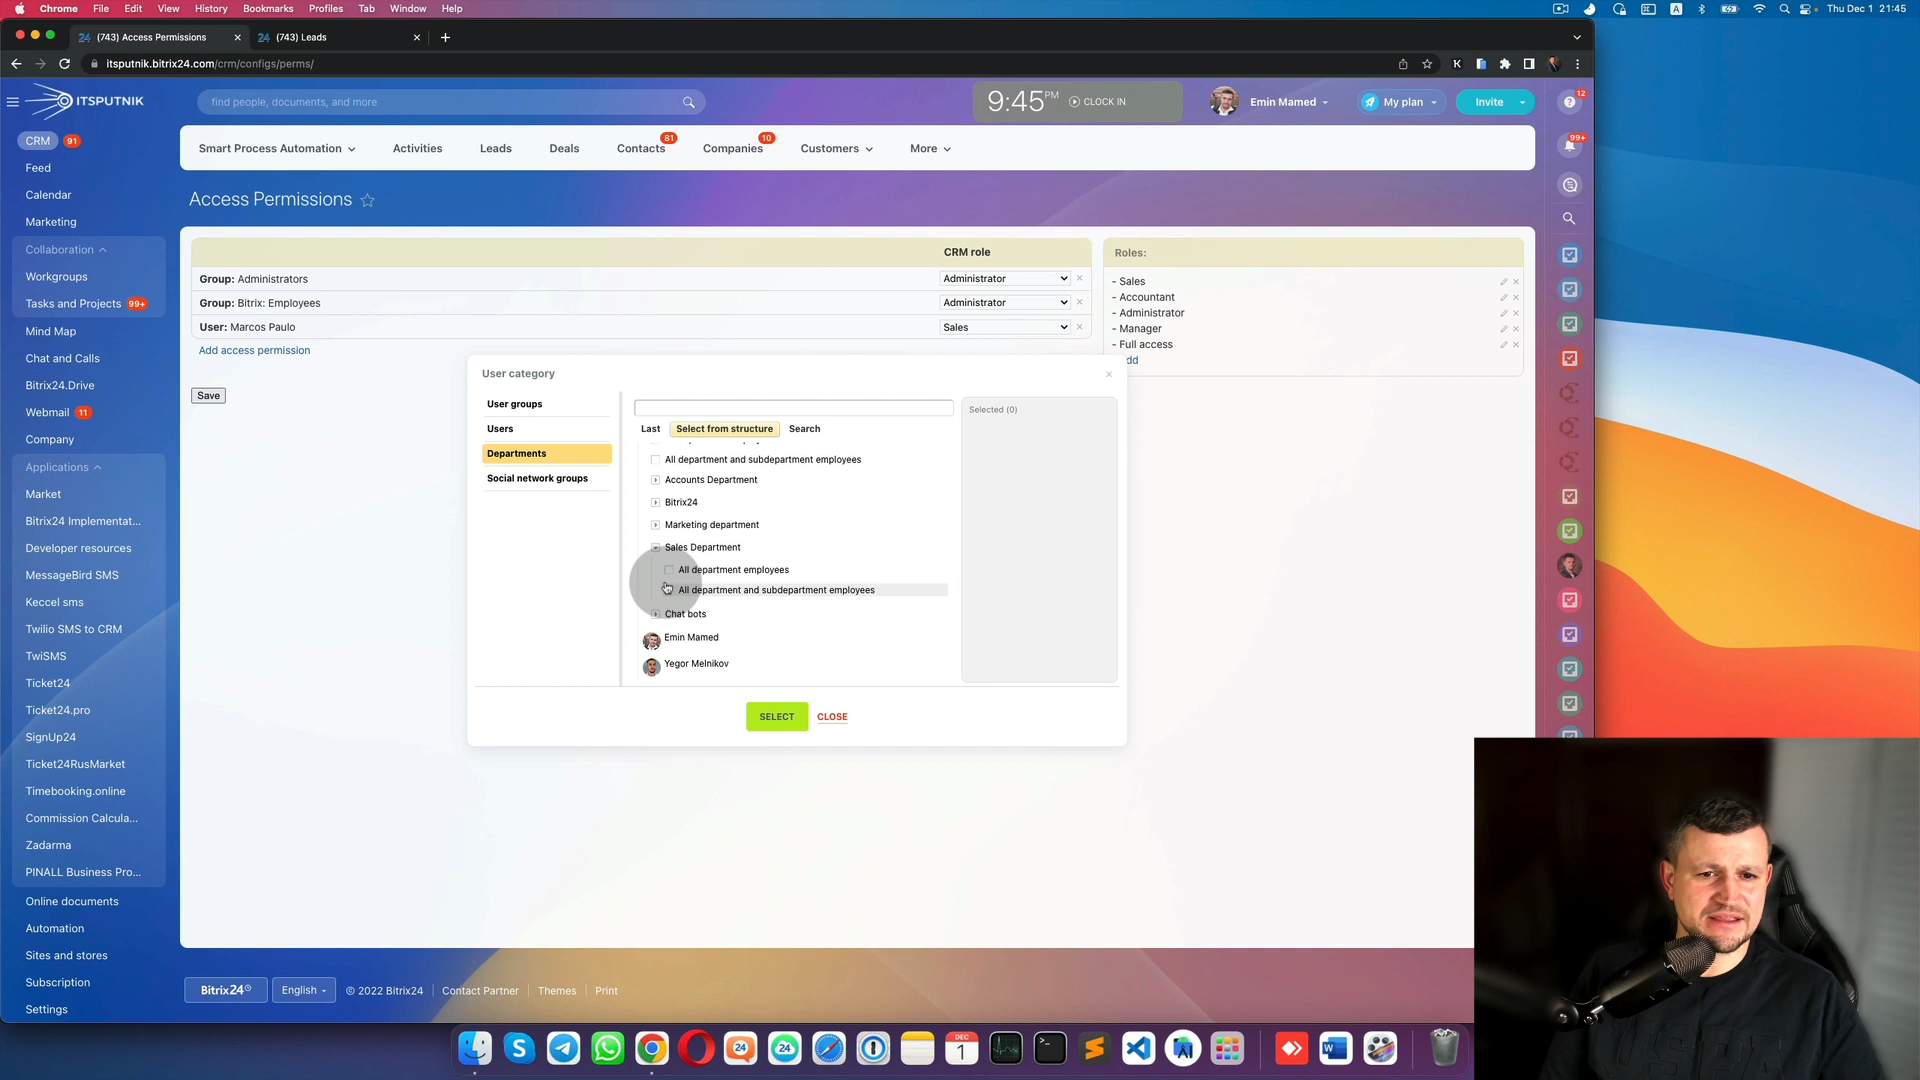 Chrome File Edit View History Bookmarks Profiles Tab Window Help
A
Thu Dec 1 21:45
24 (743) Access Permissions
24 (743) Leads
itsputnik.bitrix24.com/crm/configs/perms/
ITSPUTNIK
find people, documents, and more
9:45 PM CLOCK IN
Emin Mamed
My plan
Invite
12
CRM 91
Feed
Calendar
Marketing
Collaboration
Workgroups
Tasks and Projects 99+
Mind Map
Chat and Calls
Bitrix24.Drive
Webmail 11
Company
Applications
Market
Bitrix24 Implementat...
Developer resources
MessageBird SMS
Keccel sms
Twilio SMS to CRM
TwiSMS
Ticket24
Ticket24.pro
SignUp24
Ticket24RusMarket
Timebooking.online
Commission Calcula...
Zadarma
PINALL Business Pro...
Online documents
Automation
Sites and stores
Subscription
Settings
Smart Process Automation Activities Leads Deals Contacts 81 Companies 10 Customers More
99+
Access Permissions
CRM role
Group: Administrators Administrator
Group: Bitrix: Employees Administrator
User: Marcos Paulo Sales
Add access permission
Save
Roles:
- Sales
- Accountant
- Administrator
- Manager
- Full access
User category
User groups
Users
Departments
Social network groups
Last Select from structure Search
All department and subdepartment employees
Accounts Department
Bitrix24
Marketing department
Sales Department
All department employees
All department and subdepartment employees
Chat bots
Emin Mamed
Yegor Melnikov
Selected (0)
SELECT CLOSE
Bitrix24 English © 2022 Bitrix24 Contact Partner Themes Print
24
24
DEC
1
W